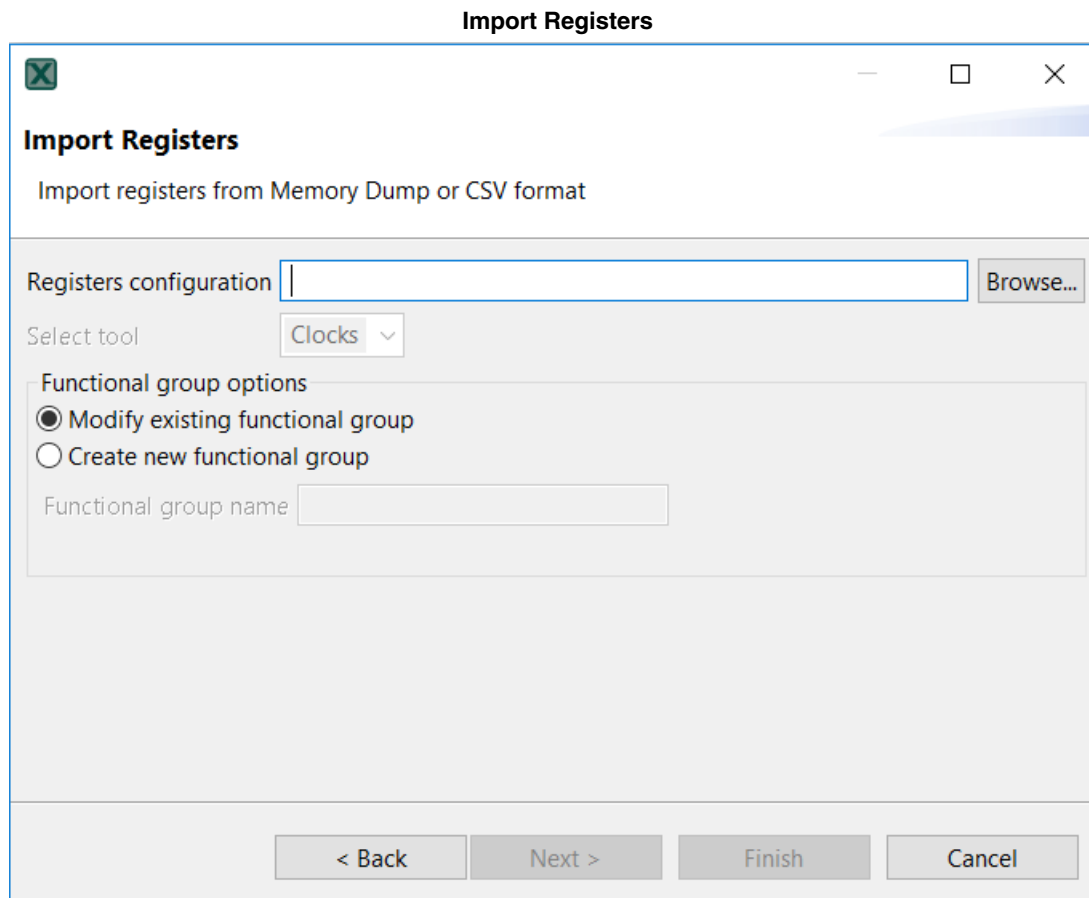 Import Registers
X
Import Registers
Import registers from Memory Dump or CSV format
Registers configuration Browse...
Select tool Clocks
Functional group options
Modify existing functional group
Create new functional group
Functional group name
< Back Next > Finish Cancel